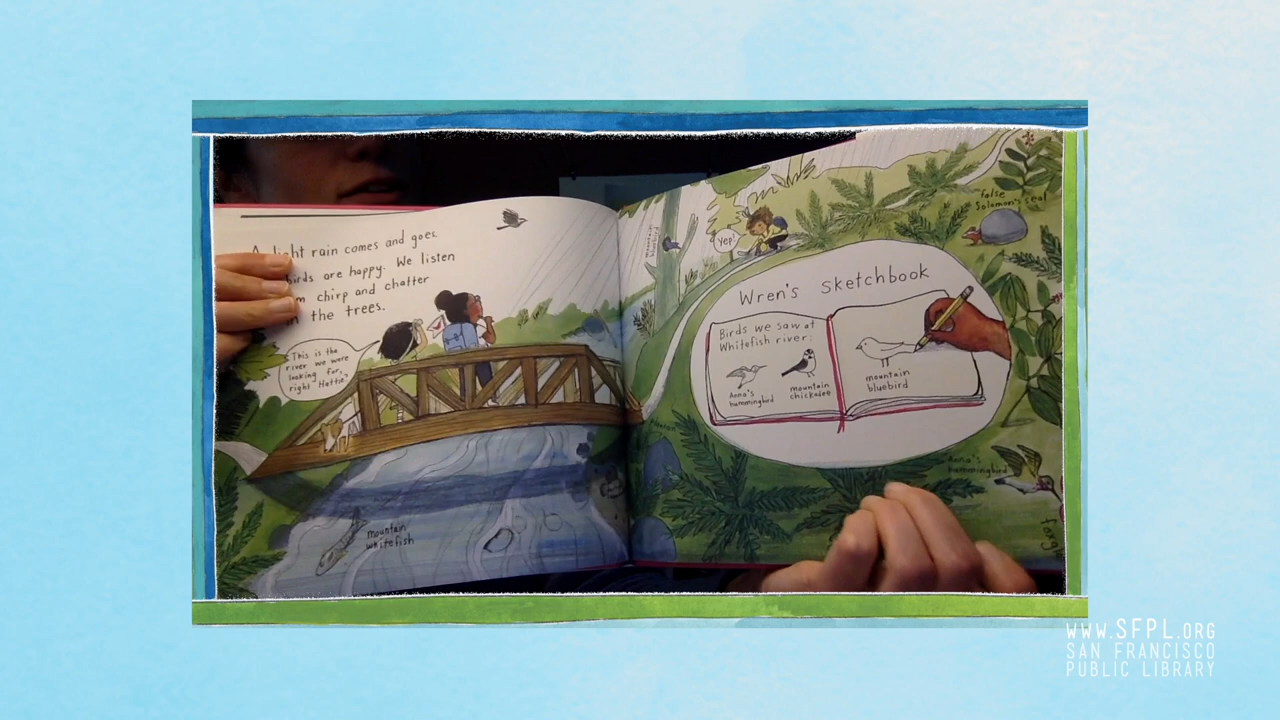 light rain comes and goes.
birds are happy. We listen
chirp and chatter
the trees.
"This is the
river we were
looking for,
right Hattie?"
mountain
whitefish
mountain
bluebird
Yep!
false
Solomon's seal
Wren's sketchbook
Birds we saw at
Whitefish river:
Anna's
hummingbird
mountain
chickadee
mountain
bluebird
Anna's
hummingbird
WWW.SFPL.ORG
SAN FRANCISCO
PUBLIC LIBRARY